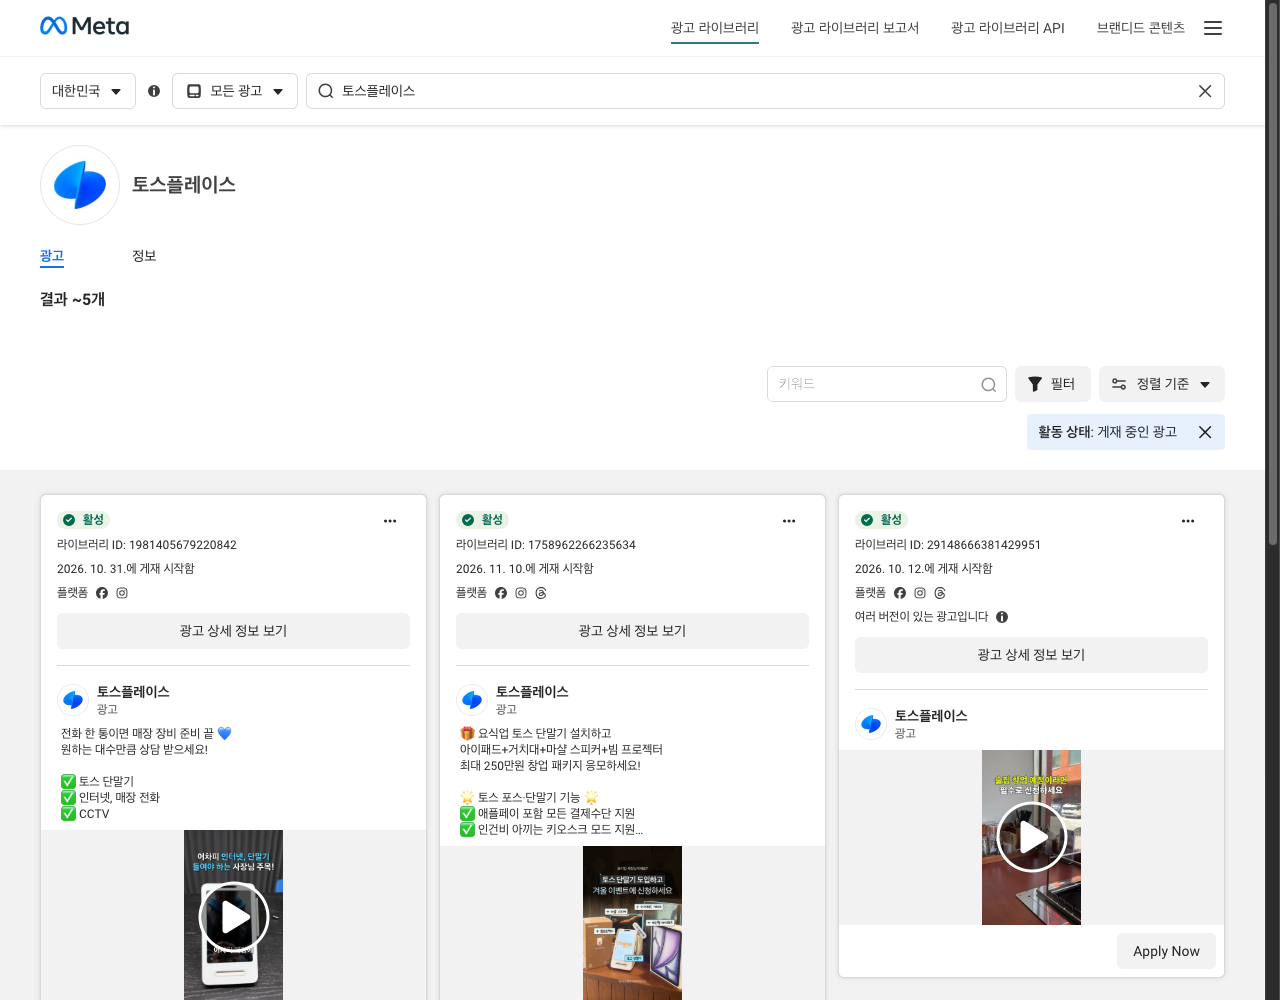 Meta
광고 라이브러리
광고 라이브러리 보고서
광고 라이브러리 API
브랜디드 콘텐츠
대한민국
모든 광고
토스플레이스
토스플레이스
광고
정보
결과 ~5개
키워드
필터
정렬 기준
활동 상태: 게재 중인 광고
활성
라이브러리 ID: 1981405679220842
2026. 10. 31.에 게재 시작함
플랫폼
광고 상세 정보 보기
토스플레이스
광고
전화 한 통이면 매장 장비 준비 끝 💙
원하는 대수만큼 상담 받으세요!
✅ 토스 단말기
✅ 인터넷, 매장 전화
✅ CCTV
어차피 인터넷, 단말기
들여야 하는 사장님 주목!
활성
라이브러리 ID: 1758962266235634
2026. 11. 10.에 게재 시작함
플랫폼
광고 상세 정보 보기
토스플레이스
광고
🎁 요식업 토스 단말기 설치하고
아이패드+거치대+마샬 스피커+빔 프로젝터
최대 250만원 창업 패키지 응모하세요!
🌟 토스 포스·단말기 기능 🌟
✅ 애플페이 포함 모든 결제수단 지원
✅ 인건비 아끼는 키오스크 모드 지원...
토스 단말기 도입하고
겨울 이벤트에 신청하세요
활성
라이브러리 ID: 29148666381429951
2026. 10. 12.에 게재 시작함
플랫폼
여러 버전이 있는 광고입니다
광고 상세 정보 보기
토스플레이스
광고
술집 창업 예정이라면
필수로 신청하세요
Apply Now